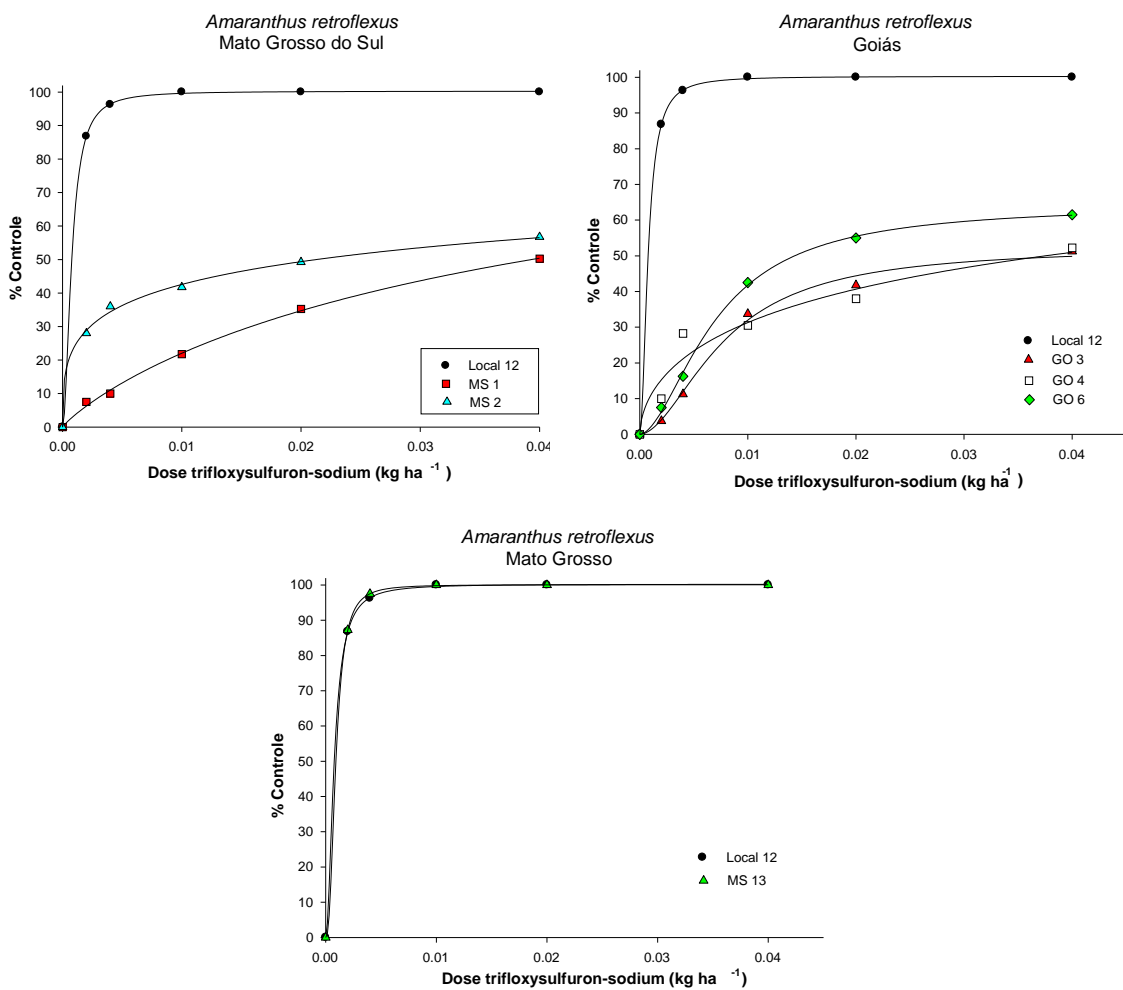 Amaranthus retroflexus
Mato Grosso do Sul
% Controle
100
90
80
70
60
50
40
30
20
10
0
Local 12
MS 1
MS 2
0.00 0.01 0.02 0.03 0.04
Dose trifloxysulfuron-sodium (kg ha -1)
Amaranthus retroflexus
Goiás
% Controle
100
90
80
70
60
50
40
30
20
10
0
Local 12
GO 3
GO 4
GO 6
0.00 0.01 0.02 0.03 0.04
Dose trifloxysulfuron-sodium (kg ha-1)
Amaranthus retroflexus
Mato Grosso
% Controle
100
90
80
70
60
50
40
30
20
10
0
Local 12
MS 13
0.00 0.01 0.02 0.03 0.04
Dose trifloxysulfuron-sodium (kg ha -1)